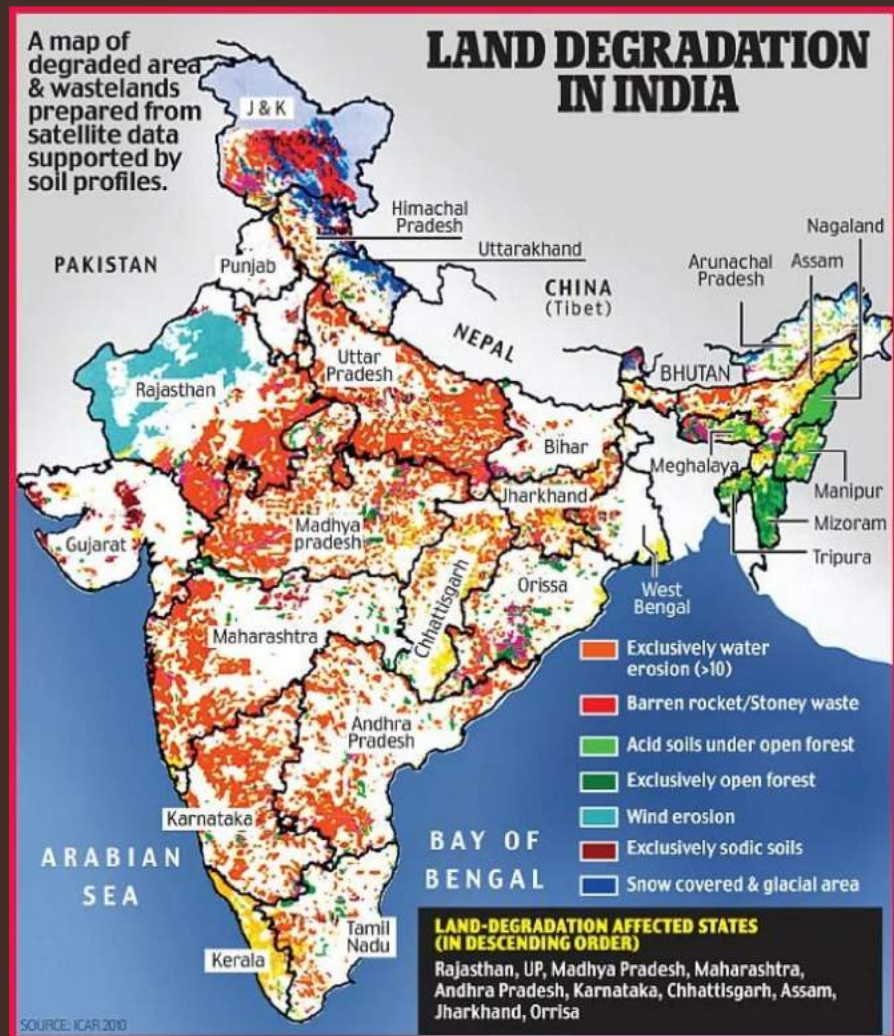 A map of
degraded area
& wastelands
prepared from
satellite data
supported by
soil profiles.
LAND DEGRADATION
IN INDIA
J & K
Himachal
Pradesh
Uttarakhand
Nagaland
Arunachal
Pradesh
Assam
PAKISTAN
Punjab
CHINA
(Tibet)
NEPAL
BHUTAN
Rajasthan
Uttar
Pradesh
Bihar
Meghalaya
Manipur
Mizoram
Tripura
Jharkhand
Gujarat
Madhya
pradesh
Chhattisgarh
Orissa
West
Bengal
Maharashtra
Andhra
Pradesh
Karnataka
Kerala
Tamil
Nadu
ARABIAN
SEA
BAY OF
BENGAL
Exclusively water
erosion (>10)
Barren rocket/Stoney waste
Acid soils under open forest
Exclusively open forest
Wind erosion
Exclusively sodic soils
Snow covered & glacial area
LAND-DEGRADATION AFFECTED STATES
(IN DESCENDING ORDER)
Rajasthan, UP, Madhya Pradesh, Maharashtra,
Andhra Pradesh, Karnataka, Chhattisgarh, Assam,
Jharkhand, Orrisa
SOURCE: ICAR 2010